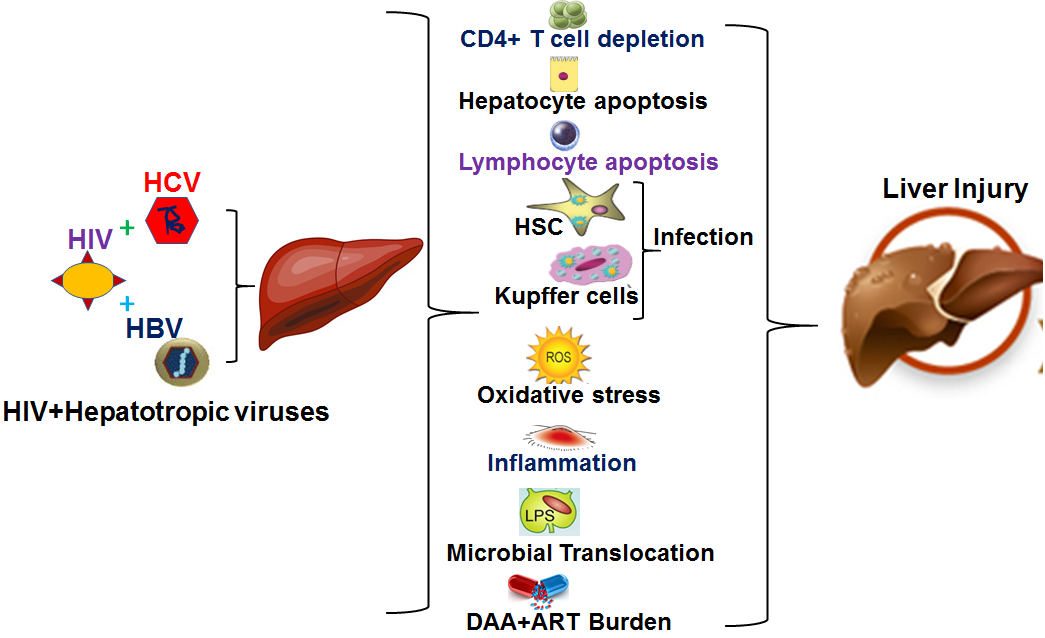 HCV
HIV
+
+
HBV
HIV+Hepatotropic viruses
CD4+ T cell depletion
Hepatocyte apoptosis
Lymphocyte apoptosis
HSC
Infection
Kupffer cells
ROS
Oxidative stress
Inflammation
LPS
Microbial Translocation
DAA+ART Burden
Liver Injury